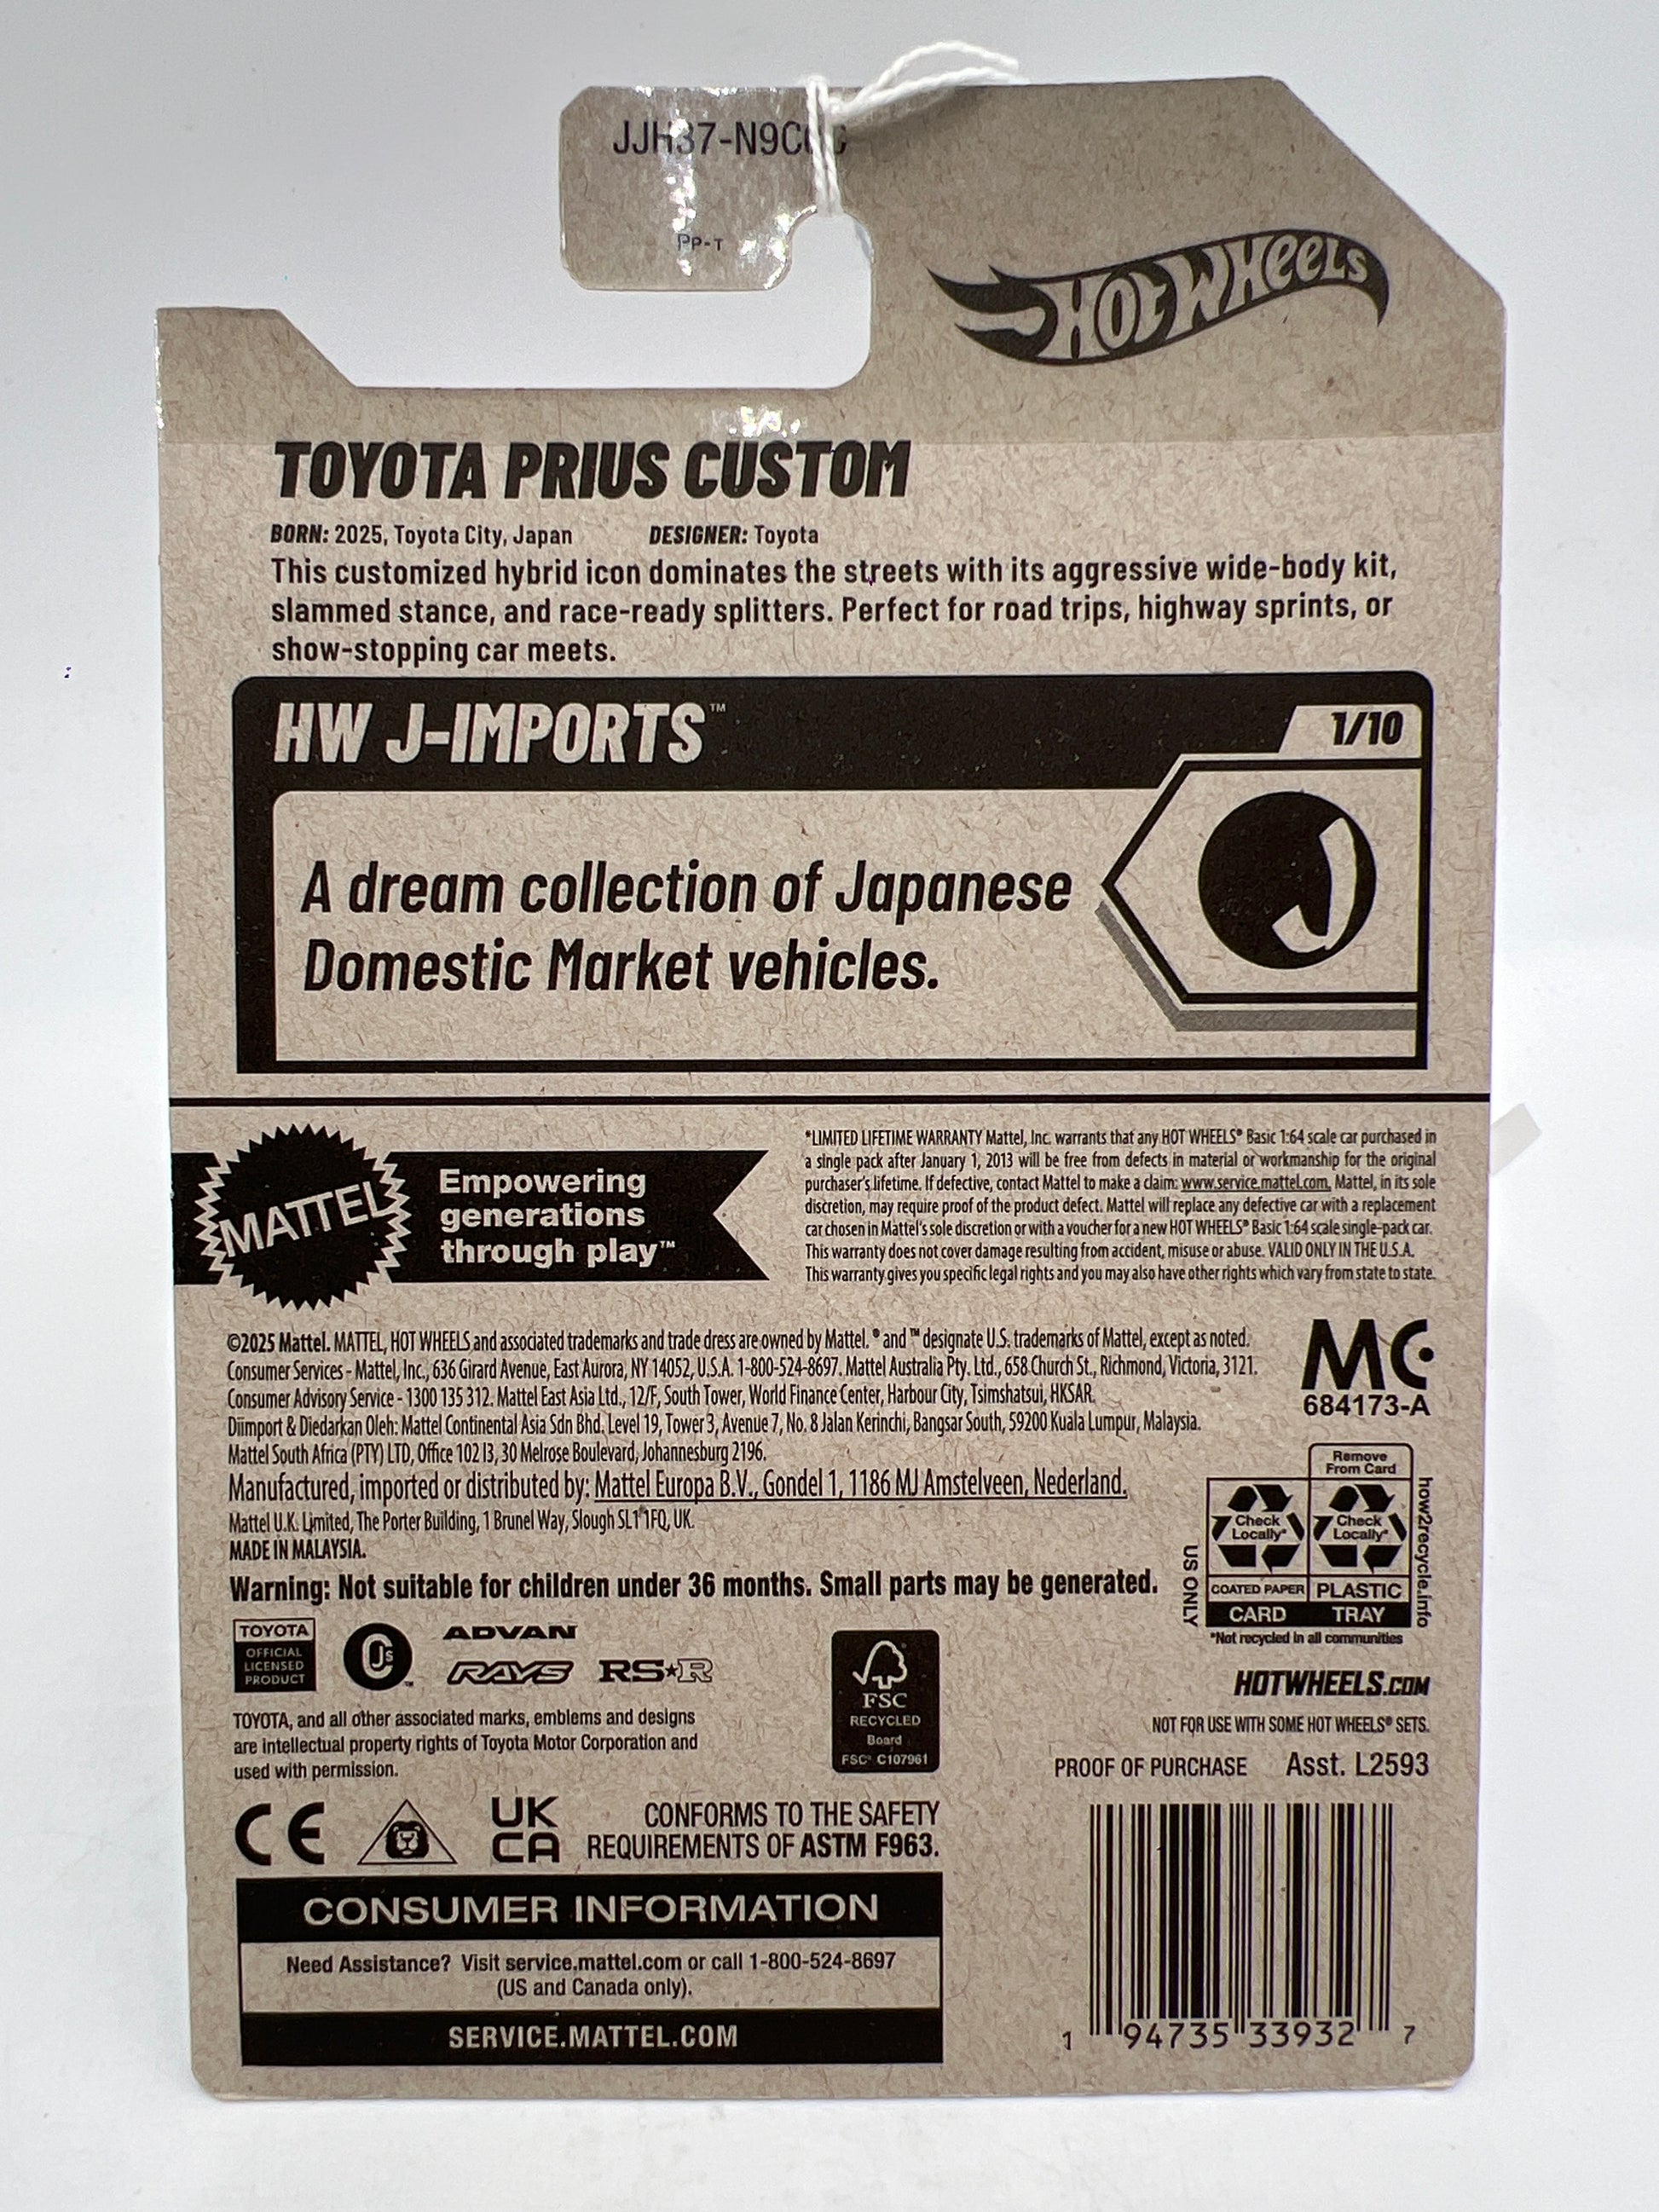 PP-T
HOT WHEELS
TOYOTA PRIUS CUSTOM
BORN: 2025, Toyota City, Japan DESIGNER: Toyota
This customized hybrid icon dominates the streets with its aggressive wide-body kit,
slammed stance, and race-ready splitters. Perfect for road trips, highway sprints, or
show-stopping car meets.
HW J-IMPORTS™ 1/10
A dream collection of Japanese
Domestic Market vehicles.
J
MATTEL
Empowering
generations
through play™
*LIMITED LIFETIME WARRANTY Mattel, Inc. warrants that any HOT WHEELS® Basic 1:64 scale car purchased in
a single pack after January 1, 2013 will be free from defects in material or workmanship for the original
purchaser's lifetime. If defective, contact Mattel to make a claim: www.service.mattel.com, Mattel, in its sole
discretion, may require proof of the product defect. Mattel will replace any defective car with a replacement
car chosen in Mattel's sole discretion or with a voucher for a new HOT WHEELS® Basic 1:64 scale single-pack car.
This warranty does not cover damage resulting from accident, misuse or abuse. VALID ONLY IN THE U.S.A.
This warranty gives you specific legal rights and you may also have other rights which vary from state to state.
©2025 Mattel. MATTEL, HOT WHEELS and associated trademarks and trade dress are owned by Mattel. ® and ™ designate U.S. trademarks of Mattel, except as noted.
Consumer Services - Mattel, Inc., 636 Girard Avenue, East Aurora, NY 14052, U.S.A. 1-800-524-8697. Mattel Australia Pty. Ltd., 658 Church St., Richmond, Victoria, 3121.
Consumer Advisory Service - 1300 135 312. Mattel East Asia Ltd., 12/F, South Tower, World Finance Center, Harbour City, Tsimshatsui, HKSAR.
Diimport & Diedarkan Oleh: Mattel Continental Asia Sdn Bhd. Level 19, Tower 3, Avenue 7, No. 8 Jalan Kerinchi, Bangsar South, 59200 Kuala Lumpur, Malaysia.
Mattel South Africa (PTY) LTD, Office 102 I3, 30 Melrose Boulevard, Johannesburg 2196.
Manufactured, imported or distributed by: Mattel Europa B.V., Gondel 1, 1186 MJ Amstelveen, Nederland.
Mattel U.K. Limited, The Porter Building, 1 Brunel Way, Slough SL1 1FQ, UK.
MADE IN MALAYSIA.
Warning: Not suitable for children under 36 months. Small parts may be generated.
MC
684173-A
Remove
From Card
Check
Locally*
Check
Locally*
COATED PAPER PLASTIC
CARD TRAY
US ONLY
how2recycle.info
*Not recycled in all communities
TOYOTA
OFFICIAL
LICENSED
PRODUCT
CJs
ADVAN
RAYS RS★R
TOYOTA, and all other associated marks, emblems and designs
are intellectual property rights of Toyota Motor Corporation and
used with permission.
FSC
RECYCLED
Board
FSC® C107961
HOTWHEELS.COM
NOT FOR USE WITH SOME HOT WHEELS® SETS.
PROOF OF PURCHASE Asst. L2593
CE
UK
CA
CONFORMS TO THE SAFETY
REQUIREMENTS OF ASTM F963.
CONSUMER INFORMATION
Need Assistance? Visit service.mattel.com or call 1-800-524-8697
(US and Canada only).
SERVICE.MATTEL.COM
1 94735 33932 7